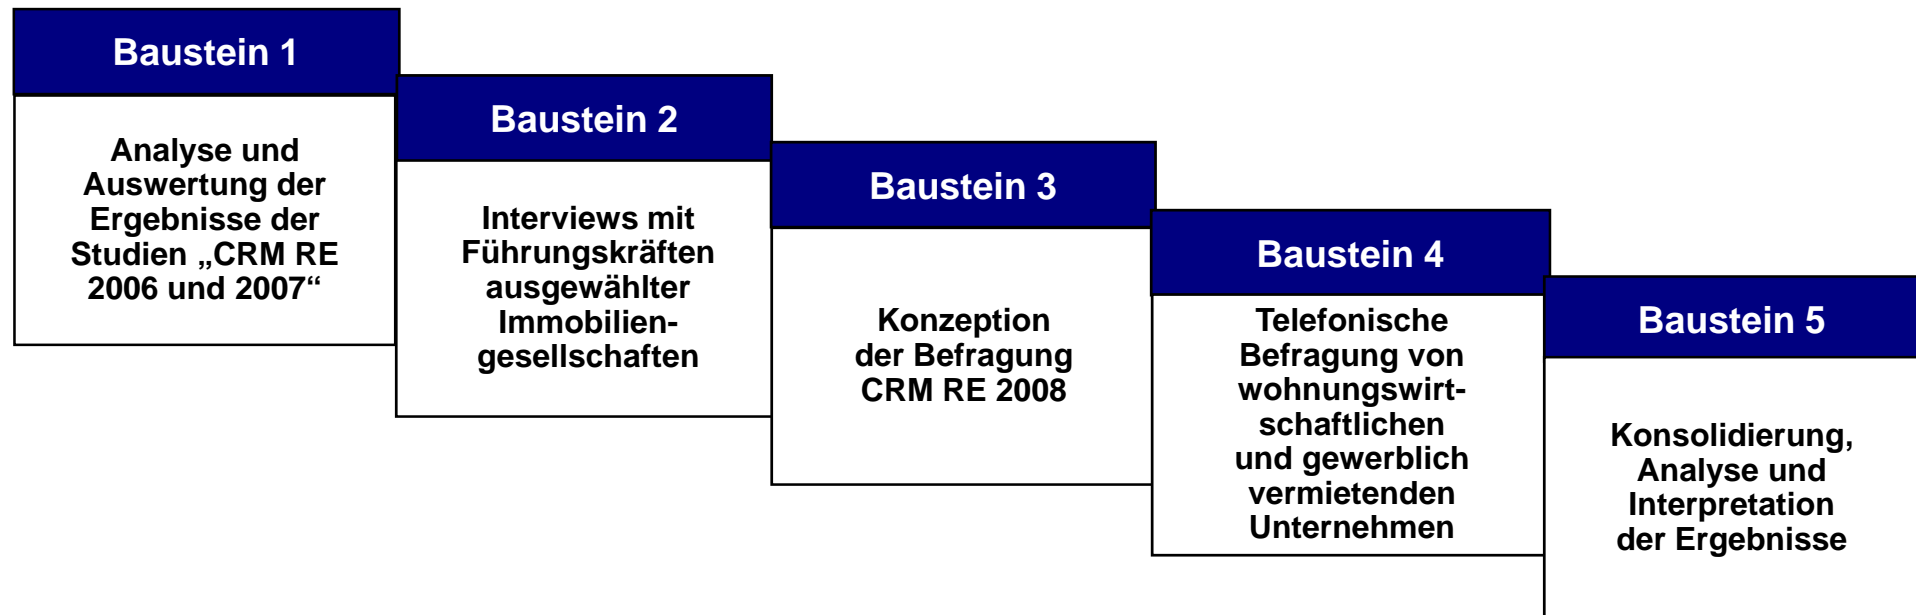 Baustein 1
Analyse und
Auswertung der
Ergebnisse der
Studien „CRM RE
2006 und 2007“
Baustein 2
Interviews mit
Führungskräften
ausgewählter
Immobilien-
gesellschaften
Baustein 3
Konzeption
der Befragung
CRM RE 2008
Baustein 4
Telefonische
Befragung von
wohnungswirt-
schaftlichen
und gewerblich
vermietenden
Unternehmen
Baustein 5
Konsolidierung,
Analyse und
Interpretation
der Ergebnisse